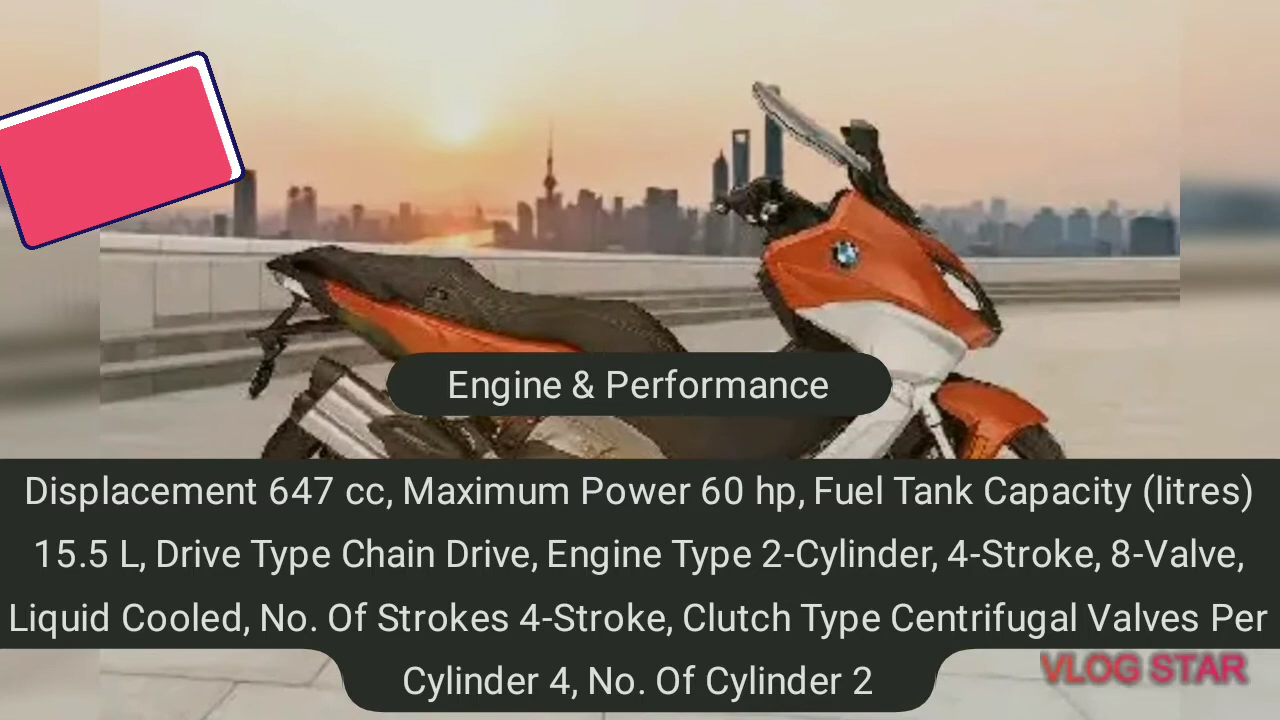 Engine & Performance
Displacement 647 cc, Maximum Power 60 hp, Fuel Tank Capacity (litres)
15.5 L, Drive Type Chain Drive, Engine Type 2-Cylinder, 4-Stroke, 8-Valve,
Liquid Cooled, No. Of Strokes 4-Stroke, Clutch Type Centrifugal Valves Per
Cylinder 4, No. Of Cylinder 2
VLOG STAR